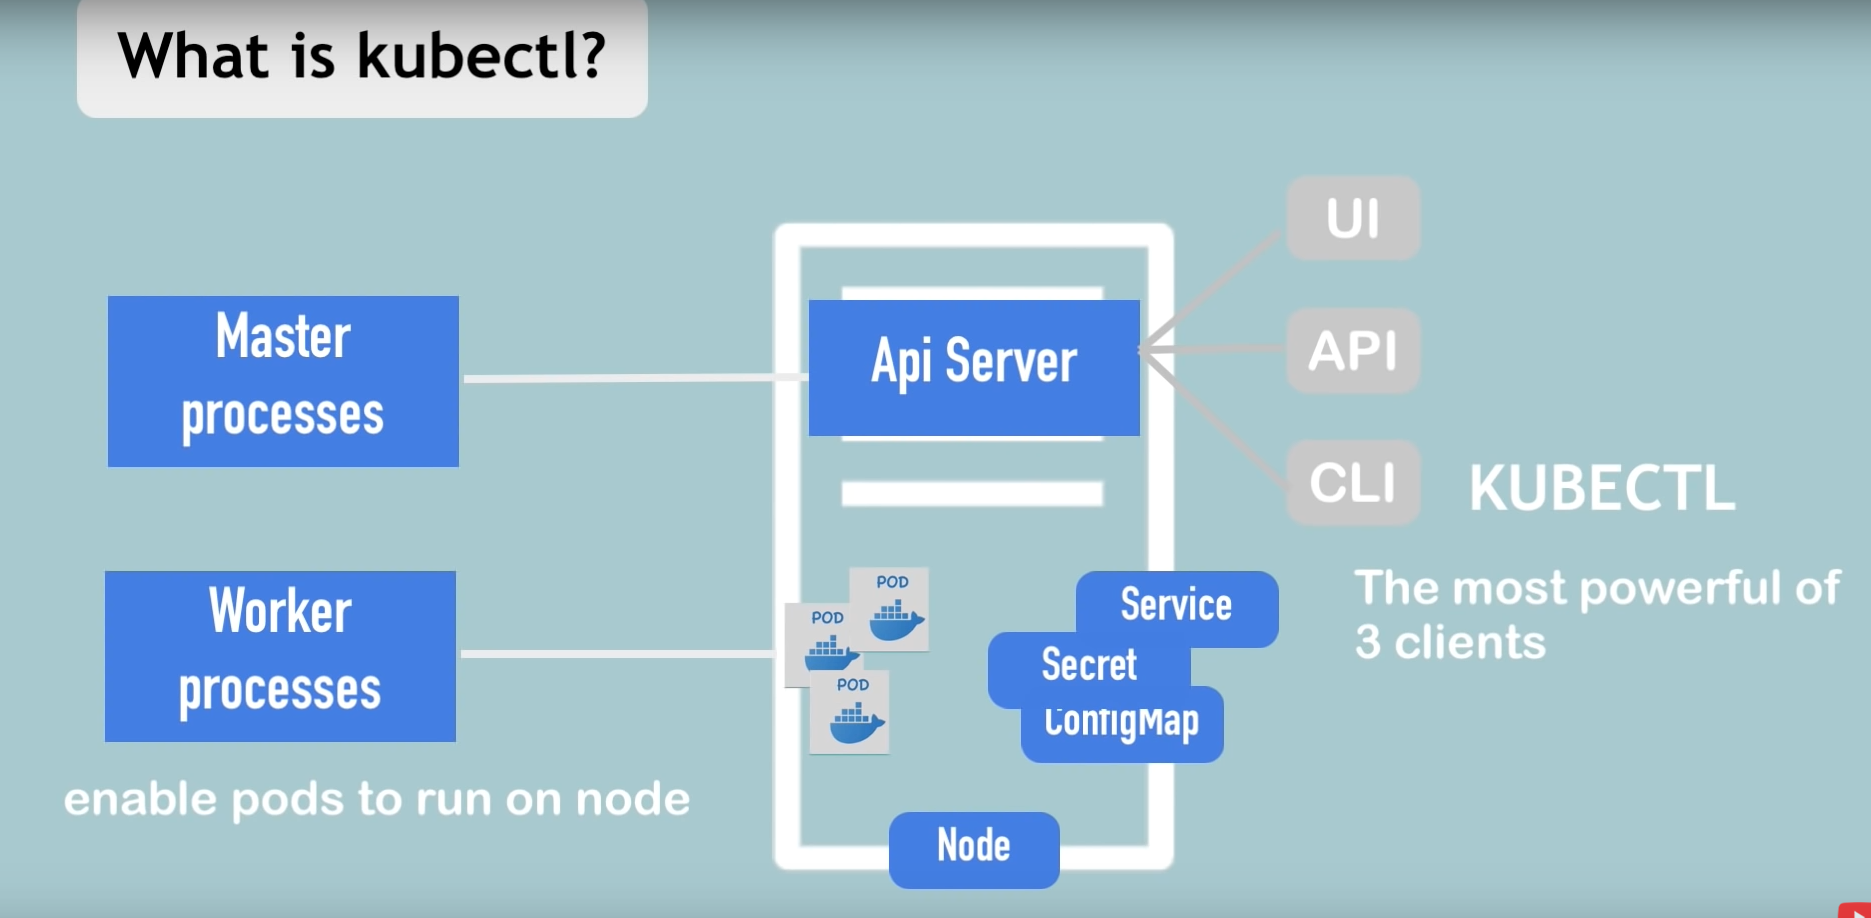 What is kubectl?
UI
Master
processes
Api Server
API
CLI
KUBECTL
The most powerful of
3 clients
Worker
processes
enable pods to run on node
POD
POD
POD
Service
Secret
ConfigMap
Node